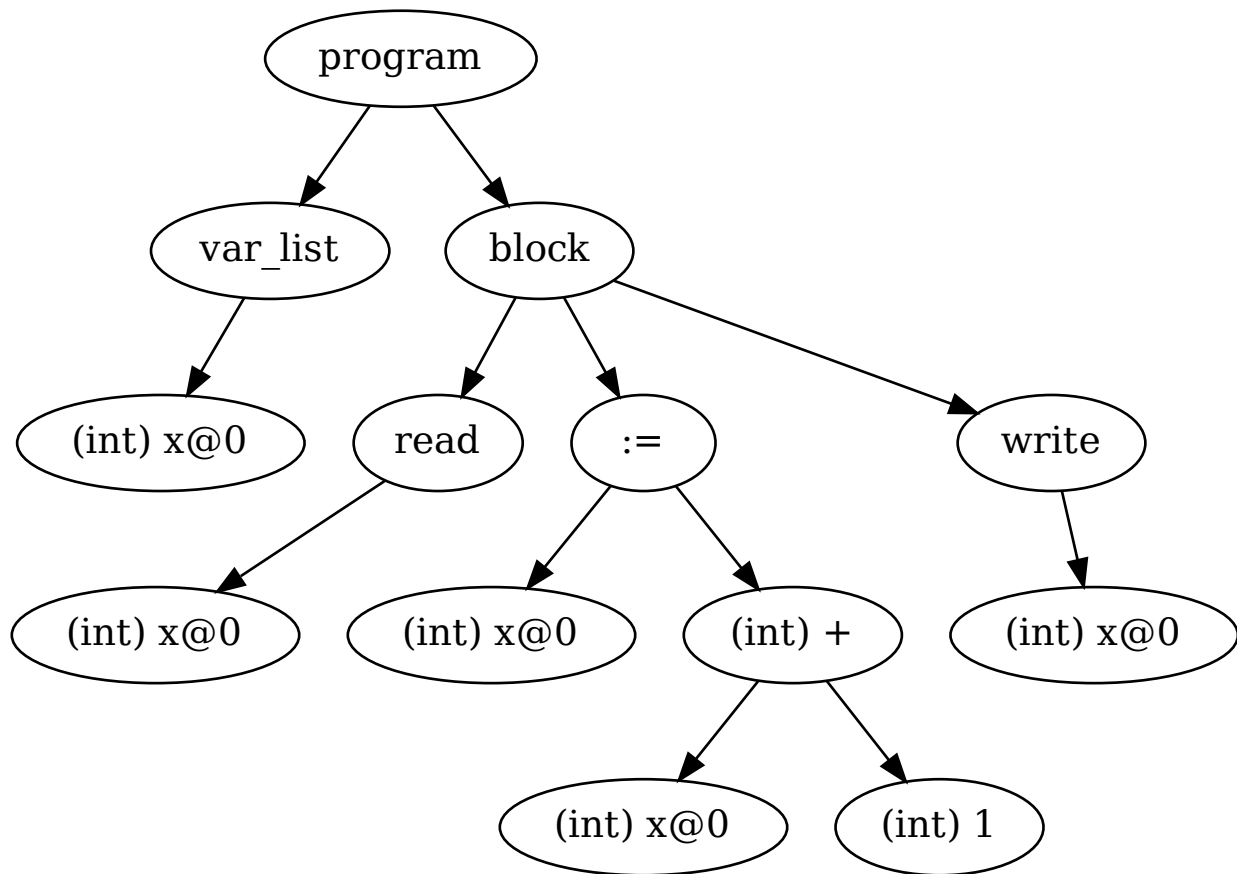 program
var_list
block
(int) x@0
read
:=
write
(int) x@0
(int) x@0
(int) +
(int) x@0
(int) x@0
(int) 1